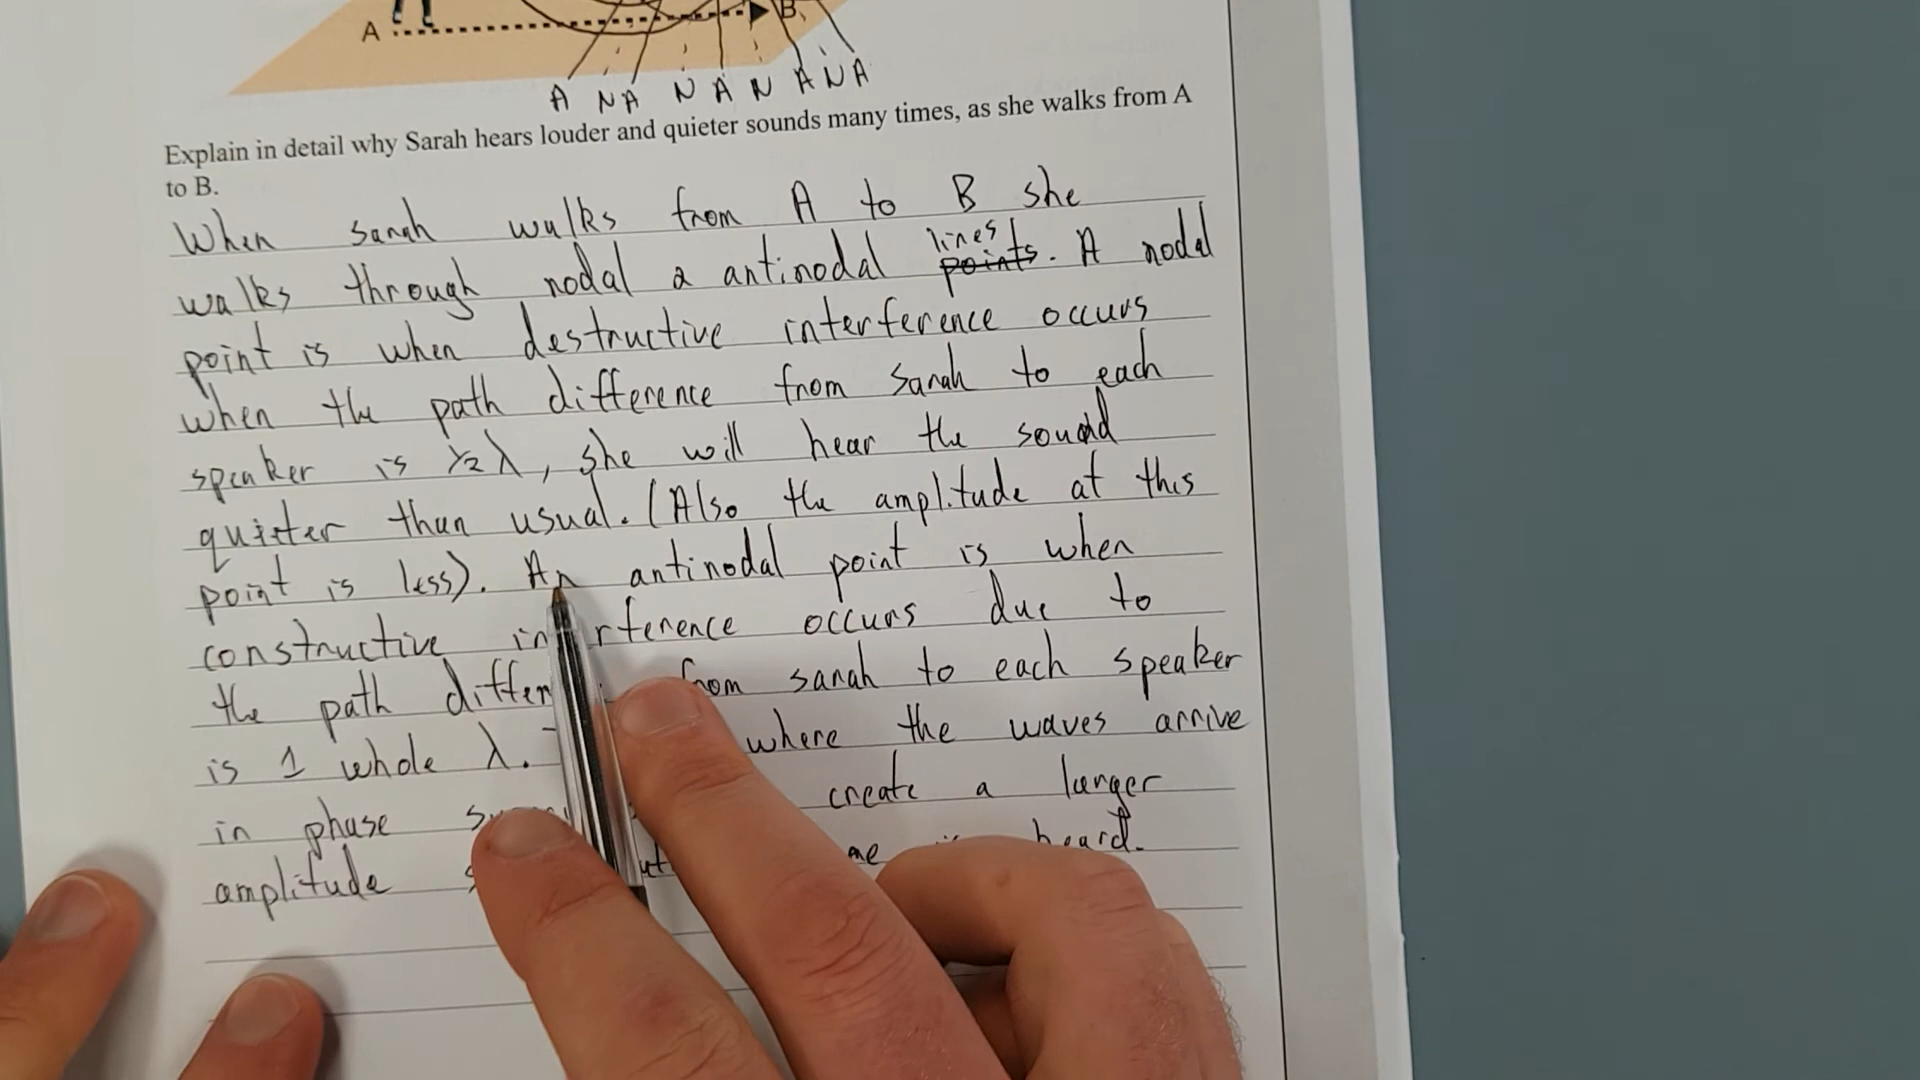 A B
A N A N A N A N A
Explain in detail why Sarah hears louder and quieter sounds many times, as she walks from A
to B.
When sarah walks from A to B she
lines
walks through nodal & antinodal points. A nodal
point is when destructive interference occurs
when the path difference from Sarah to each
speaker is 1/2 λ, she will hear the sound
quieter than usual. (Also the amplitude at this
point is less). An antinodal point is when
constructive occurs due to
the path from sarah to each speaker
is 1 whole λ. where the waves arrive
in phase create a larger
amplitude heard.